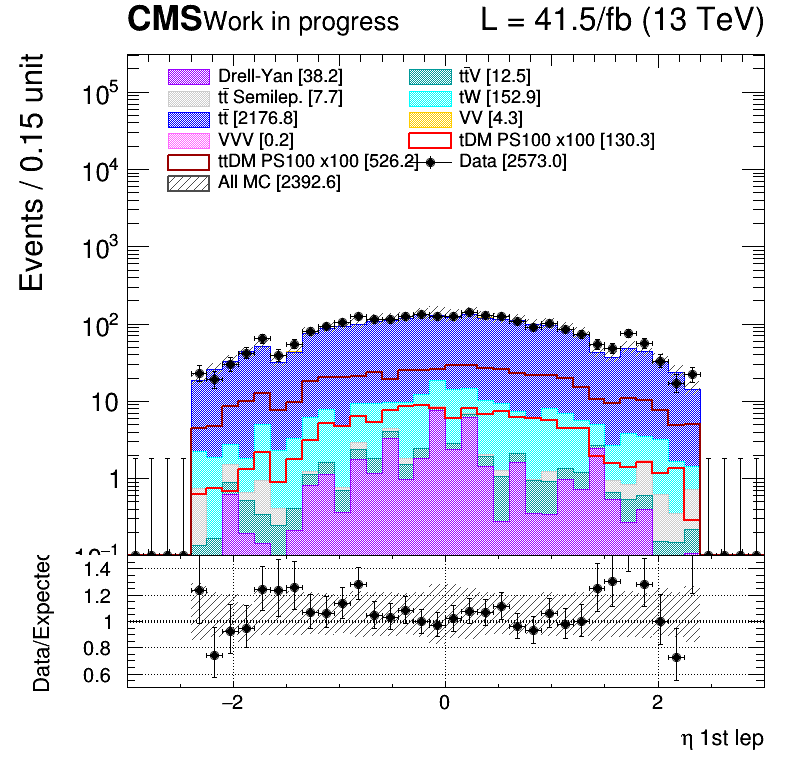 CMS Work in progress L = 41.5/fb (13 TeV)
Events / 0.15 unit
Drell-Yan [38.2] tt̄V [12.5]
tt̄ Semilep. [7.7] tW [152.9]
tt̄ [2176.8] VV [4.3]
VVV [0.2] tDM PS100 x100 [130.3]
ttDM PS100 x100 [526.2] Data [2573.0]
All MC [2392.6]
10⁵
10⁴
10³
10²
10
1
10⁻¹
Data/Expected
1.4
1.2
1
0.8
0.6
−2 0 2
η 1st lep